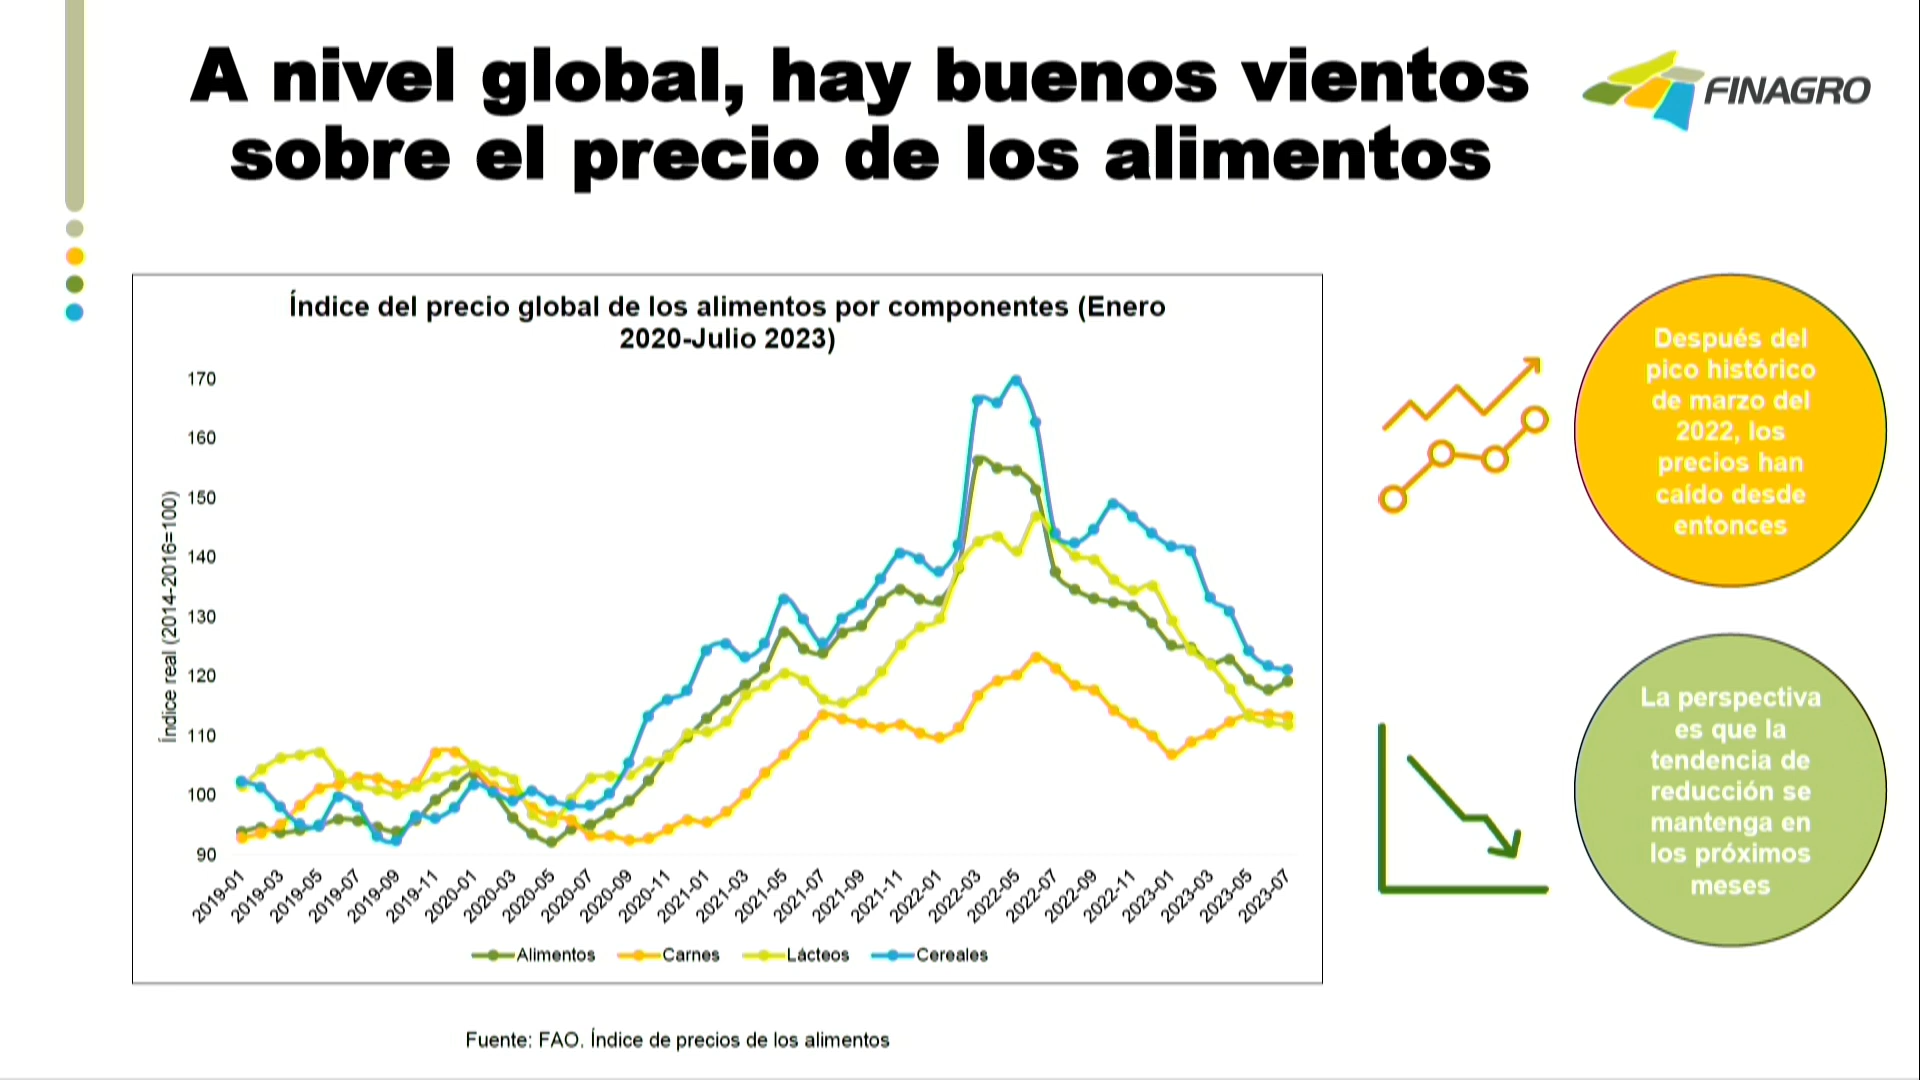 A nivel global, hay buenos vientos
sobre el precio de los alimentos
FINAGRO
Índice del precio global de los alimentos por componentes (Enero
2020-Julio 2023)
Índice real (2014-2016=100)
170
160
150
140
130
120
110
100
90
2019-01
2019-03
2019-05
2019-07
2019-09
2019-11
2020-01
2020-03
2020-05
2020-07
2020-09
2020-11
2021-01
2021-03
2021-05
2021-07
2021-09
2021-11
2022-01
2022-03
2022-05
2022-07
2022-09
2022-11
2023-01
2023-03
2023-05
2023-07
Alimentos
Carnes
Lácteos
Cereales
Después del
pico histórico
de marzo del
2022, los
precios han
caído desde
entonces
La perspectiva
es que la
tendencia de
reducción se
mantenga en
los próximos
meses
Fuente: FAO. Índice de precios de los alimentos